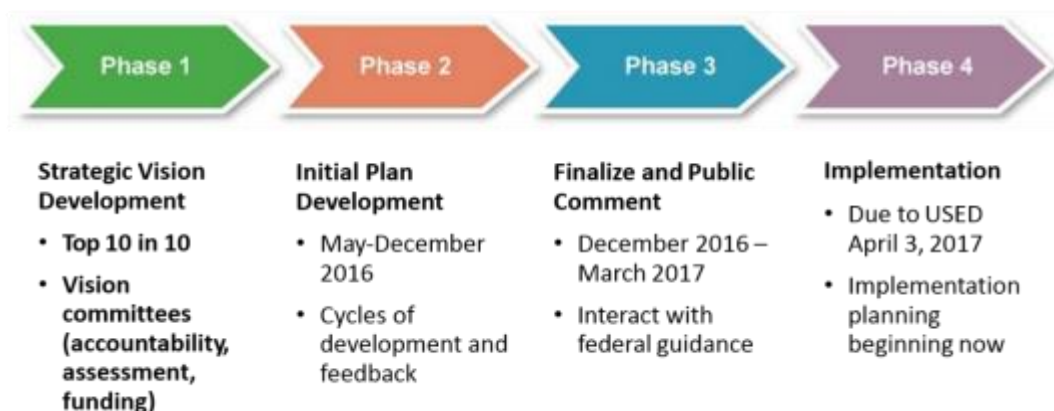 Phase 1
Phase 2
Phase 3
Phase 4
Strategic Vision
Development
• Top 10 in 10
• Vision
committees
(accountability,
assessment,
funding)
Initial Plan
Development
• May-December
2016
• Cycles of
development and
feedback
Finalize and Public
Comment
• December 2016 –
March 2017
• Interact with
federal guidance
Implementation
• Due to USED
April 3, 2017
• Implementation
planning
beginning now